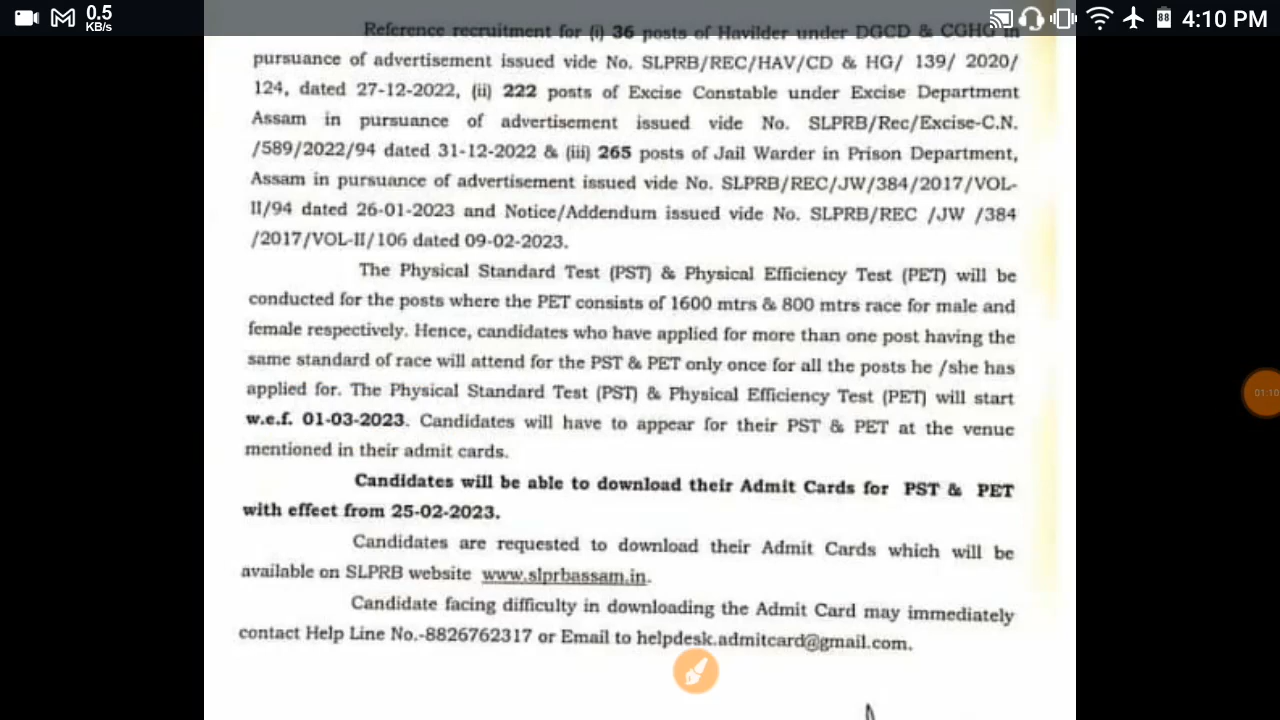 0.5
KB/s
88
4:10 PM
Reference recruitment for (i) 36 posts of Havilder under DGCD & CGHG in
pursuance of advertisement issued vide No. SLPRB/REC/HAV/CD & HG/ 139/ 2020/
124, dated 27-12-2022, (ii) 222 posts of Excise Constable under Excise Department
Assam in pursuance of advertisement issued vide No. SLPRB/Rec/Excise-C.N.
/589/2022/94 dated 31-12-2022 & (iii) 265 posts of Jail Warder in Prison Department,
Assam in pursuance of advertisement issued vide No. SLPRB/REC/JW/384/2017/VOL-
II/94 dated 26-01-2023 and Notice/Addendum issued vide No. SLPRB/REC /JW /384
/2017/VOL-II/106 dated 09-02-2023.
The Physical Standard Test (PST) & Physical Efficiency Test (PET) will be
conducted for the posts where the PET consists of 1600 mtrs & 800 mtrs race for male and
female respectively. Hence, candidates who have applied for more than one post having the
same standard of race will attend for the PST & PET only once for all the posts he /she has
applied for. The Physical Standard Test (PST) & Physical Efficiency Test (PET) will start
w.e.f. 01-03-2023. Candidates will have to appear for their PST & PET at the venue
mentioned in their admit cards.
Candidates will be able to download their Admit Cards for PST & PET
with effect from 25-02-2023.
Candidates are requested to download their Admit Cards which will be
available on SLPRB website www.slprbassam.in.
Candidate facing difficulty in downloading the Admit Card may immediately
contact Help Line No.-8826762317 or Email to helpdesk.admitcard@gmail.com.
01:10